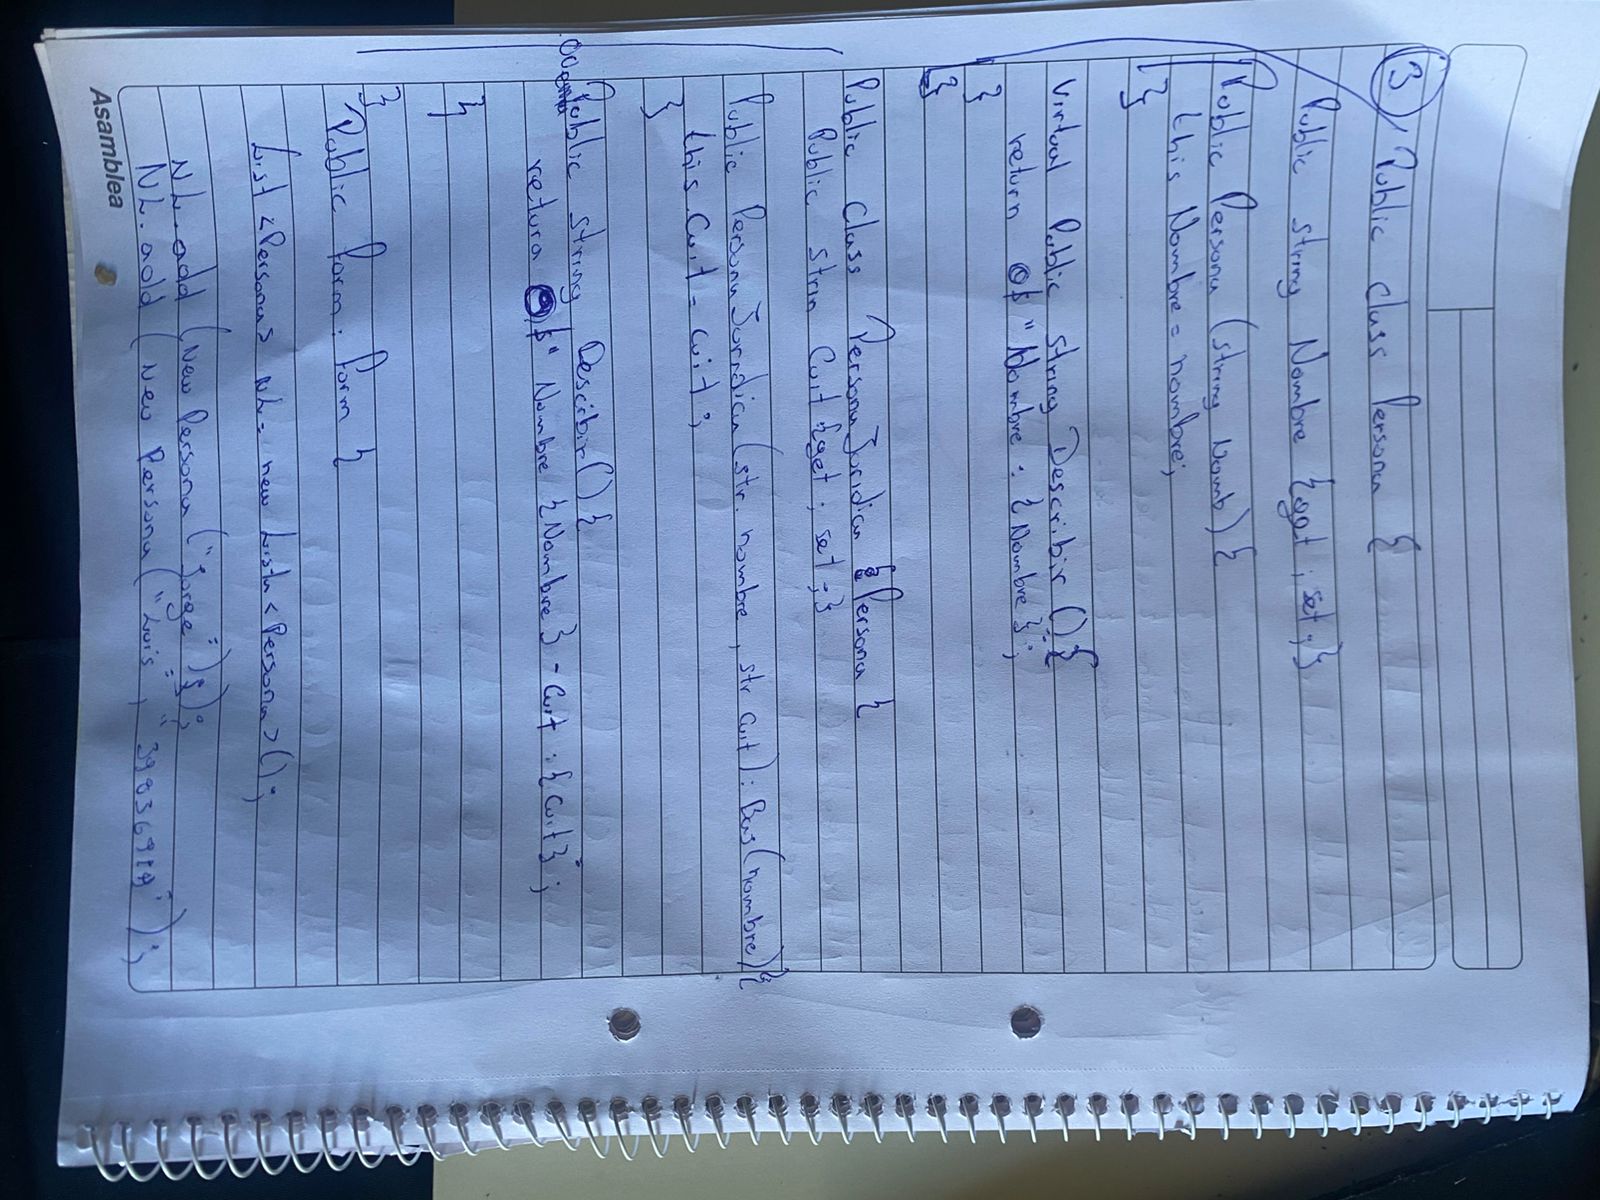 3) Public class Persona {
Public string Nombre {get; set;}
Public Persona (string Nomb) {
this Nombre = nombre;
}
Virtual Public string Describir () {
return $" Nombre : {Nombre}";
}
}
Public class PersonaJuridica : Persona {
Public strin Cuit {get; set;}
Public PersonaJuridica (str. nombre, str cuit) : Bas (nombre) {
this Cuit = Cuit;
}
Public string Describir () {
return $" Nombre {Nombre} - Cuit : {Cuit}";
}
}
Public Form : Form {
List <Persona> NL = new Lista <Persona> ();
NL. add (New Persona ("Jorge") );
NL. add (New Persona ("Luis",
Asamblea